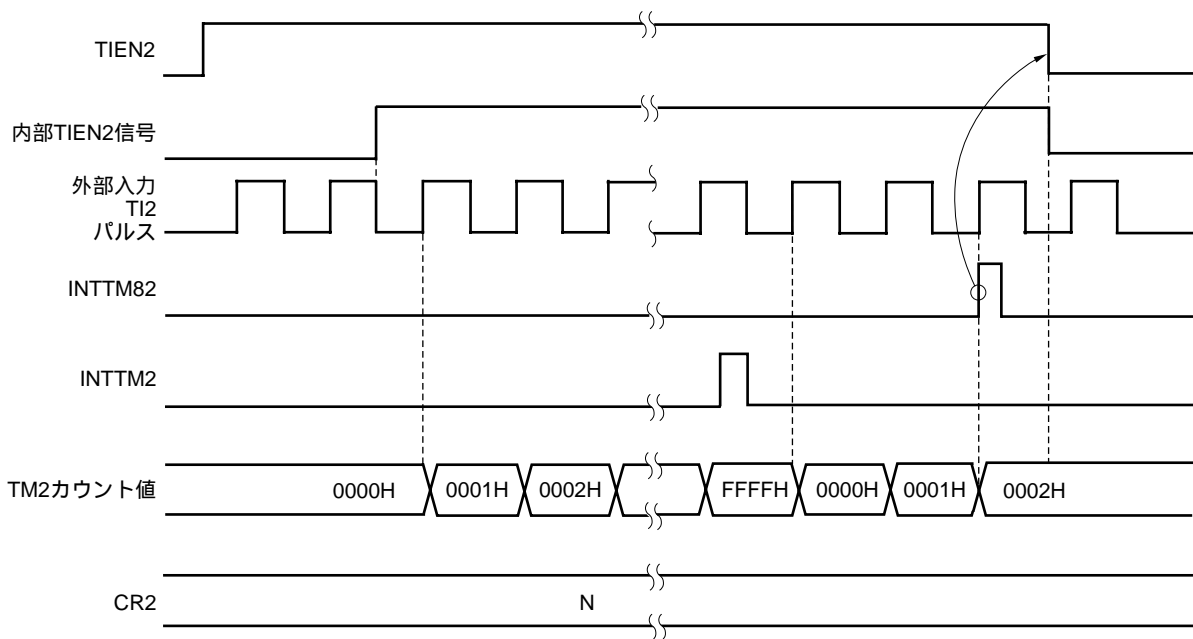 TIEN2
内部TIEN2信号
外部入力
TI2
パルス
INTTM82
INTTM2
TM2カウント値
0000H
0001H
0002H
FFFFH
0000H
0001H
0002H
CR2
N